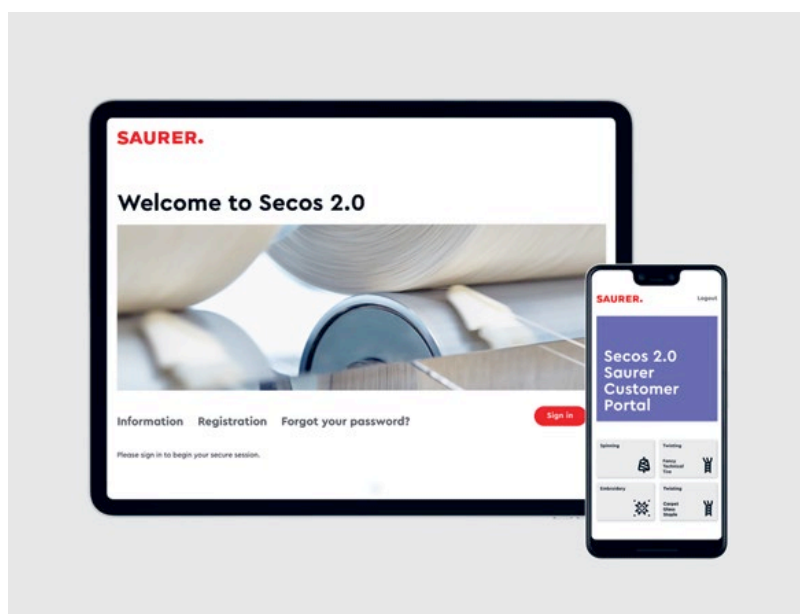 SAURER.
Welcome to Secos 2.0
Information Registration Forgot your password?
Sign in
Please sign in to begin your secure session.
SAURER.
Logout
Secos 2.0
Saurer
Customer
Portal
Spinning
Twisting
Fancy
Technical
Tire
Embroidery
Twisting
Carpet
Glass
Staple